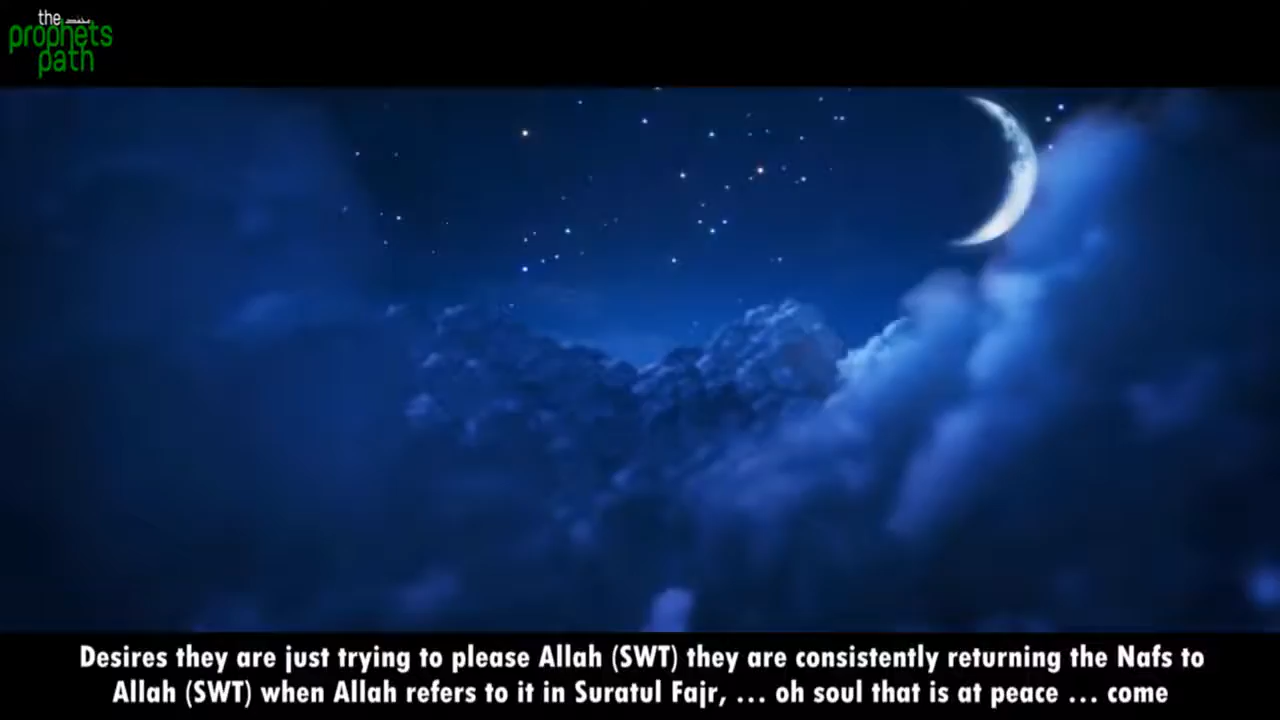 the محمد
prophets
path
Desires they are just trying to please Allah (SWT) they are consistently returning the Nafs to
Allah (SWT) when Allah refers to it in Suratul Fajr, ... oh soul that is at peace ... come